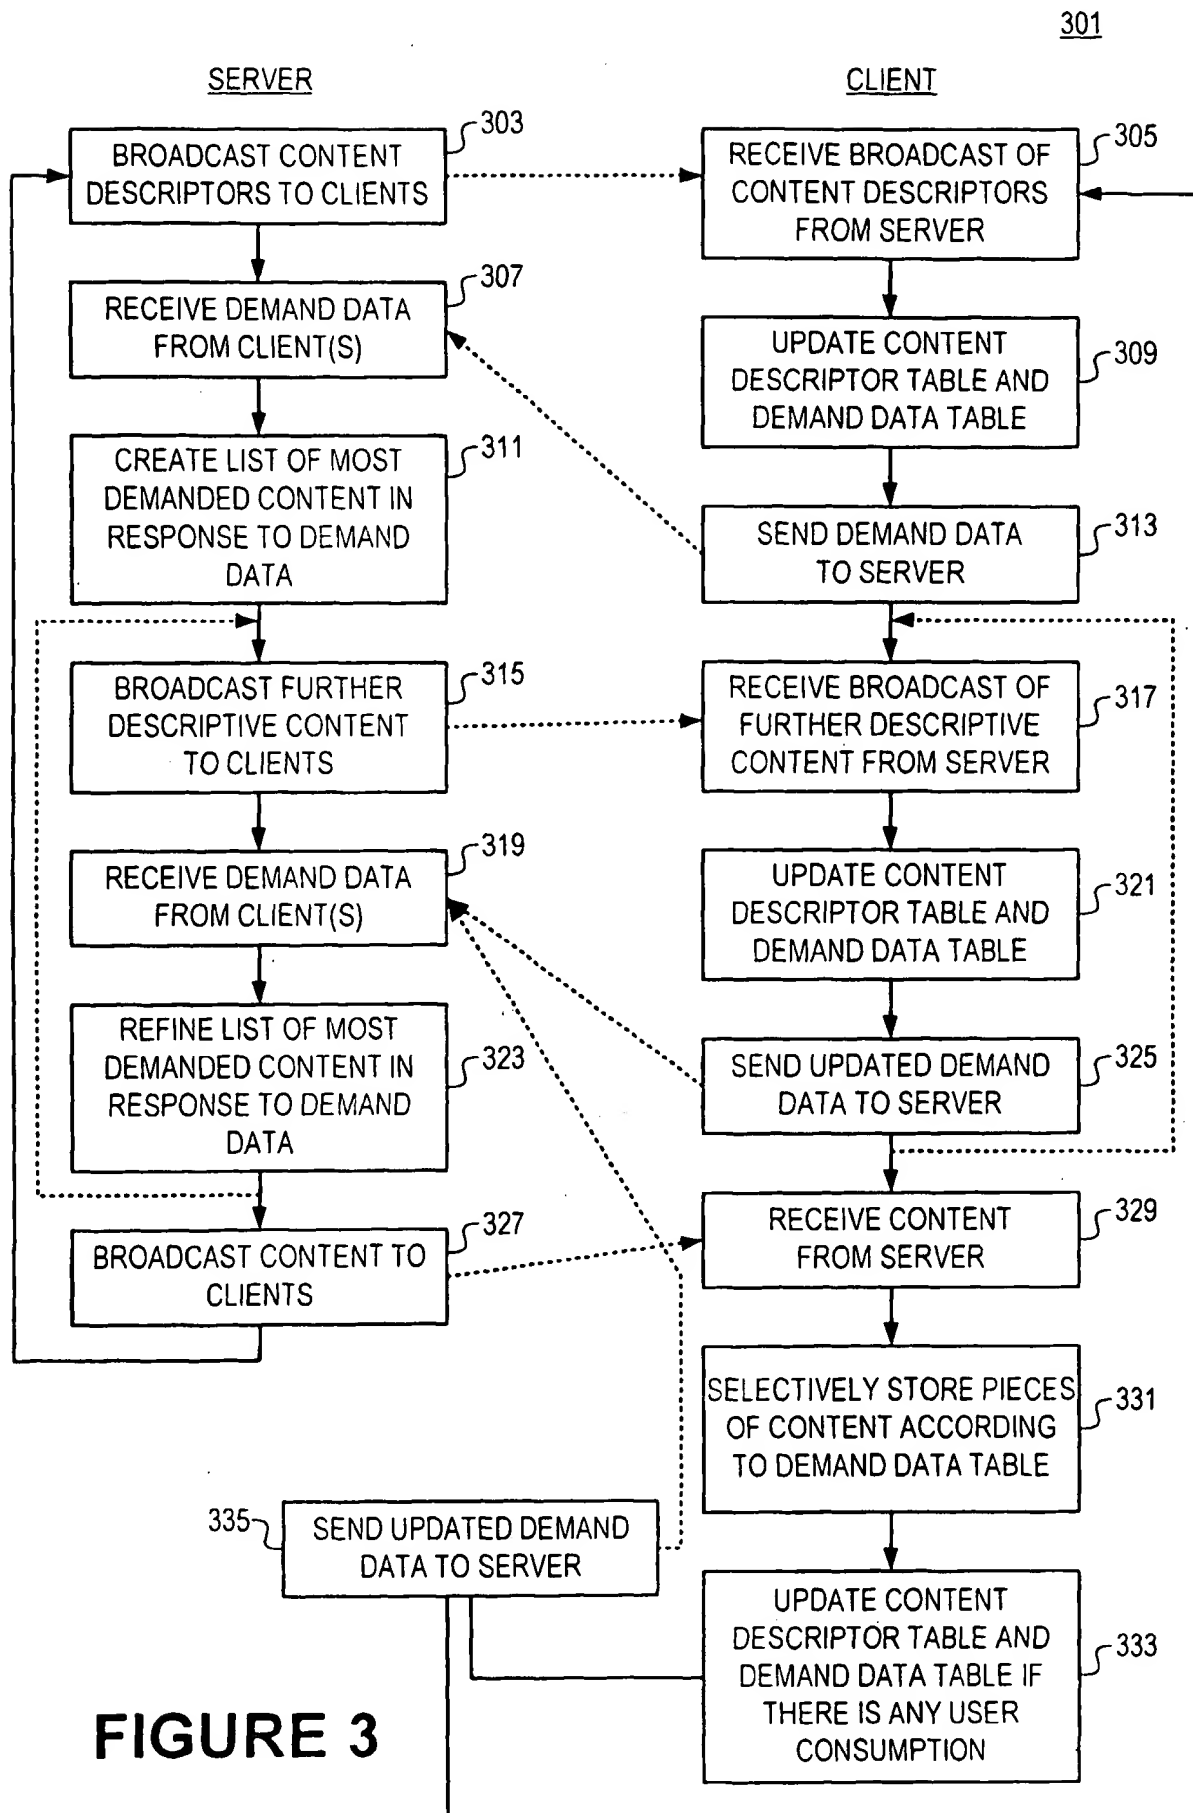 301
SERVER
CLIENT
303
BROADCAST CONTENT
DESCRIPTORS TO CLIENTS
305
RECEIVE BROADCAST OF
CONTENT DESCRIPTORS
FROM SERVER
307
RECEIVE DEMAND DATA
FROM CLIENT(S)
309
UPDATE CONTENT
DESCRIPTOR TABLE AND
DEMAND DATA TABLE
311
CREATE LIST OF MOST
DEMANDED CONTENT IN
RESPONSE TO DEMAND
DATA
313
SEND DEMAND DATA
TO SERVER
315
BROADCAST FURTHER
DESCRIPTIVE CONTENT
TO CLIENTS
317
RECEIVE BROADCAST OF
FURTHER DESCRIPTIVE
CONTENT FROM SERVER
319
RECEIVE DEMAND DATA
FROM CLIENT(S)
321
UPDATE CONTENT
DESCRIPTOR TABLE AND
DEMAND DATA TABLE
323
REFINE LIST OF MOST
DEMANDED CONTENT IN
RESPONSE TO DEMAND
DATA
325
SEND UPDATED DEMAND
DATA TO SERVER
327
BROADCAST CONTENT TO
CLIENTS
329
RECEIVE CONTENT
FROM SERVER
331
SELECTIVELY STORE PIECES
OF CONTENT ACCORDING
TO DEMAND DATA TABLE
335
SEND UPDATED DEMAND
DATA TO SERVER
333
UPDATE CONTENT
DESCRIPTOR TABLE AND
DEMAND DATA TABLE IF
THERE IS ANY USER
CONSUMPTION
FIGURE 3